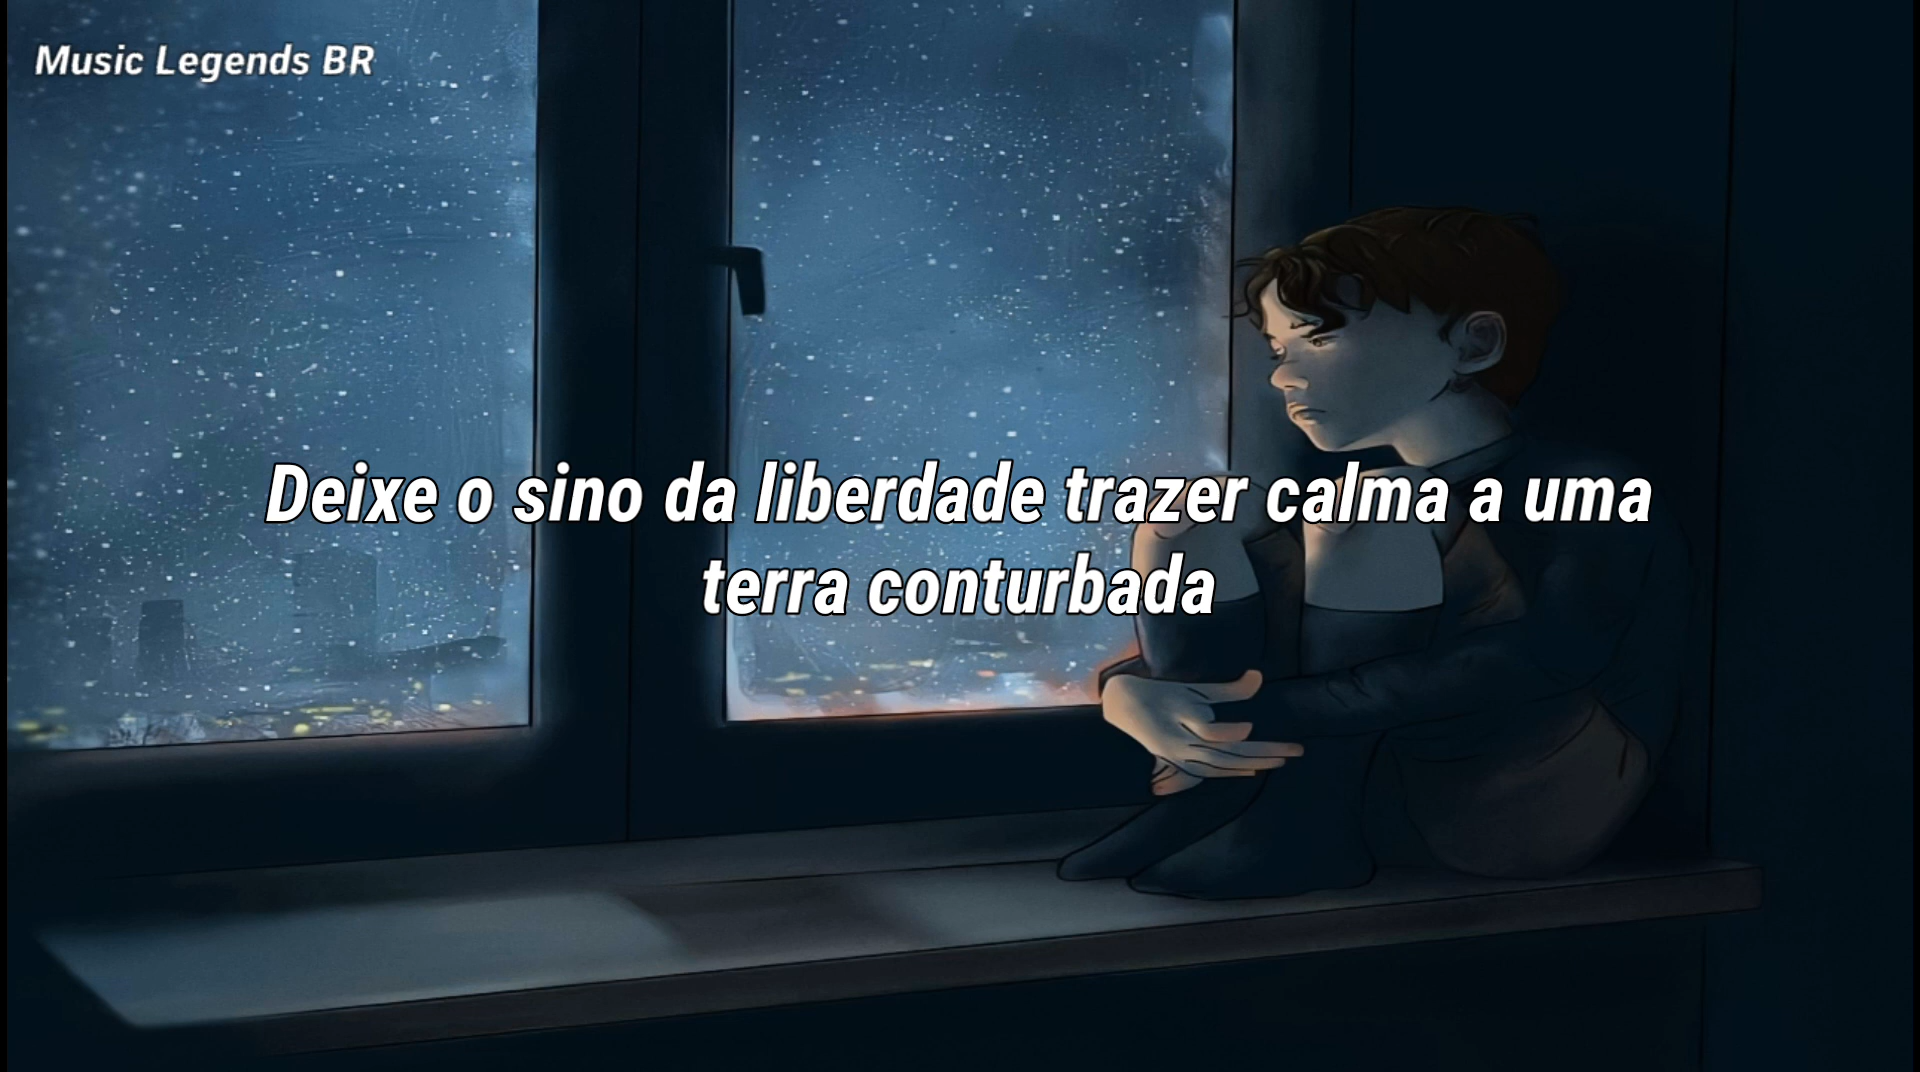 Music Legends BR
Deixe o sino da liberdade trazer calma a uma
terra conturbada